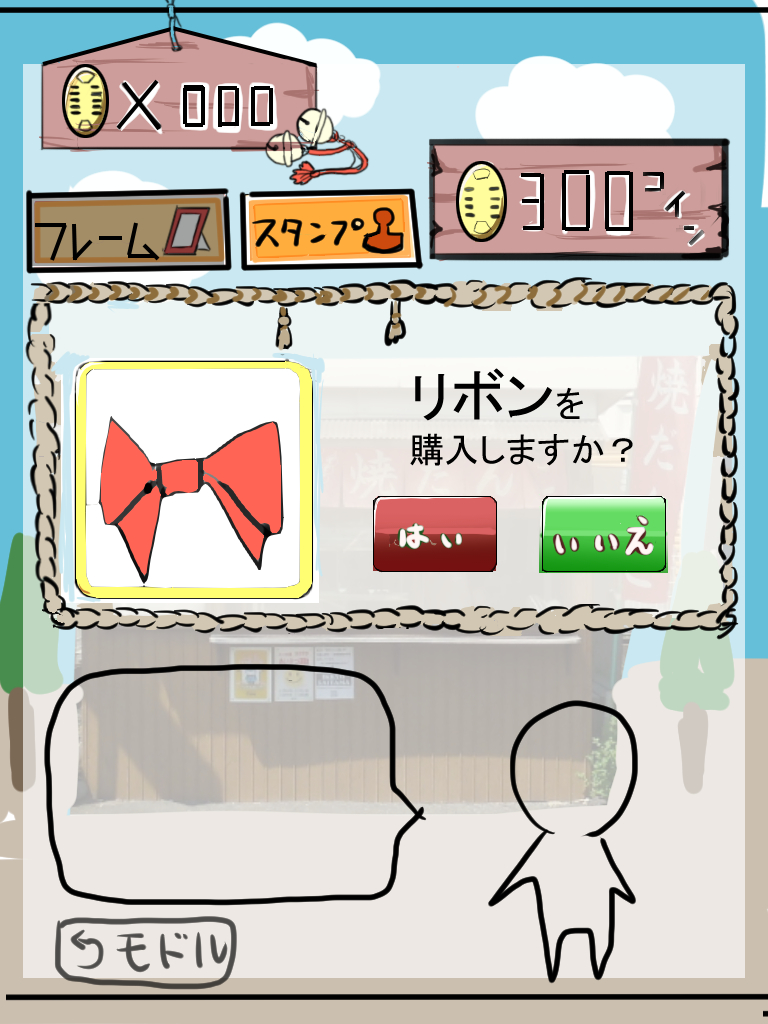 ×000
300コイン
フレーム
スタンプ
リボンを
購入しますか？
はい
いいえ
モドル